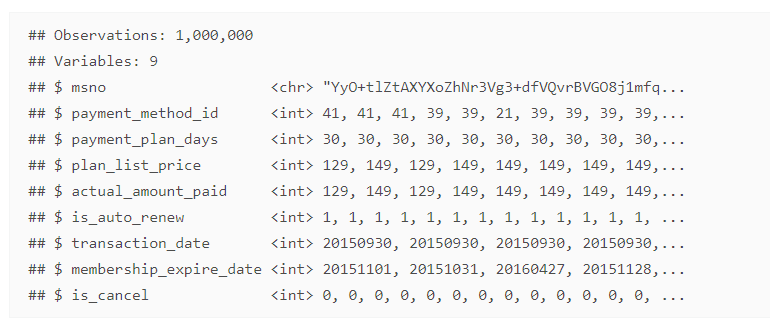 ## Observations: 1,000,000
## Variables: 9
## $ msno                   <chr> "YyO+tlZtAXYXoZhNr3Vg3+dfVQvrBVGO8j1mfq...
## $ payment_method_id      <int> 41, 41, 41, 39, 39, 21, 39, 39, 39, 39,...
## $ payment_plan_days      <int> 30, 30, 30, 30, 30, 30, 30, 30, 30, 30,...
## $ plan_list_price        <int> 129, 149, 129, 149, 149, 149, 149, 149,...
## $ actual_amount_paid     <int> 129, 149, 129, 149, 149, 149, 149, 149,...
## $ is_auto_renew          <int> 1, 1, 1, 1, 1, 1, 1, 1, 1, 1, 1, 1, ...
## $ transaction_date       <int> 20150930, 20150930, 20150930, 20150930,...
## $ membership_expire_date <int> 20151101, 20151031, 20160427, 20151128,...
## $ is_cancel              <int> 0, 0, 0, 0, 0, 0, 0, 0, 0, 0, 0, 0, ...